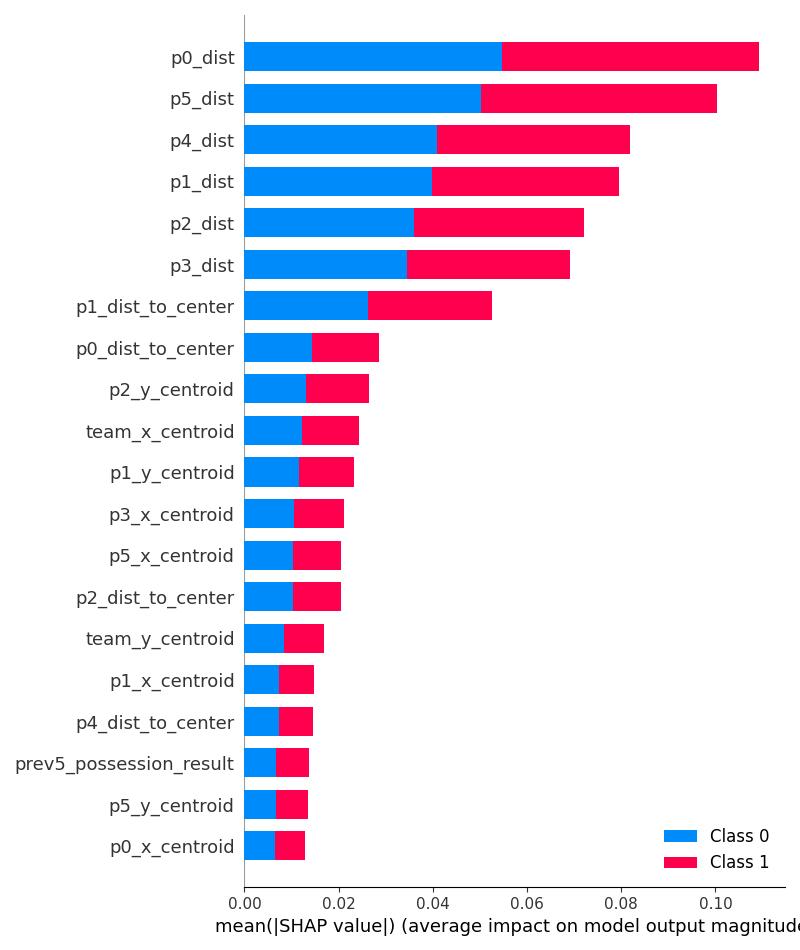 p0_dist
p5_dist
p4_dist
p1_dist
p2_dist
p3_dist
p1_dist_to_center
p0_dist_to_center
p2_y_centroid
team_x_centroid
p1_y_centroid
p3_x_centroid
p5_x_centroid
p2_dist_to_center
team_y_centroid
p1_x_centroid
p4_dist_to_center
prev5_possession_result
p5_y_centroid
p0_x_centroid
Class 0
Class 1
0.00 0.02 0.04 0.06 0.08 0.10
mean(|SHAP value|) (average impact on model output magnitude